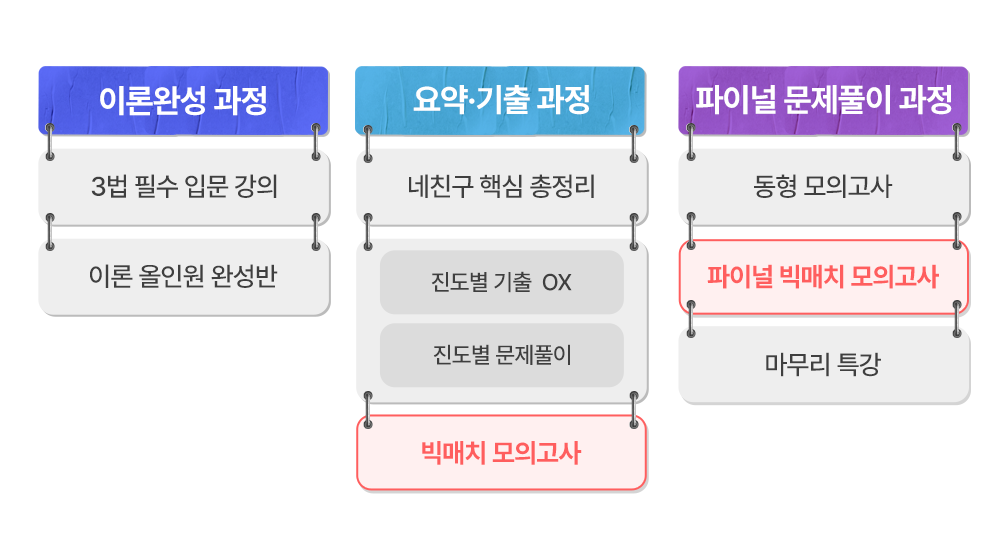 이론완성 과정
3법 필수 입문 강의
이론 올인원 완성반
요약·기출 과정
네친구 핵심 총정리
진도별 기출 OX
진도별 문제풀이
빅매치 모의고사
파이널 문제풀이 과정
동형 모의고사
파이널 빅매치 모의고사
마무리 특강